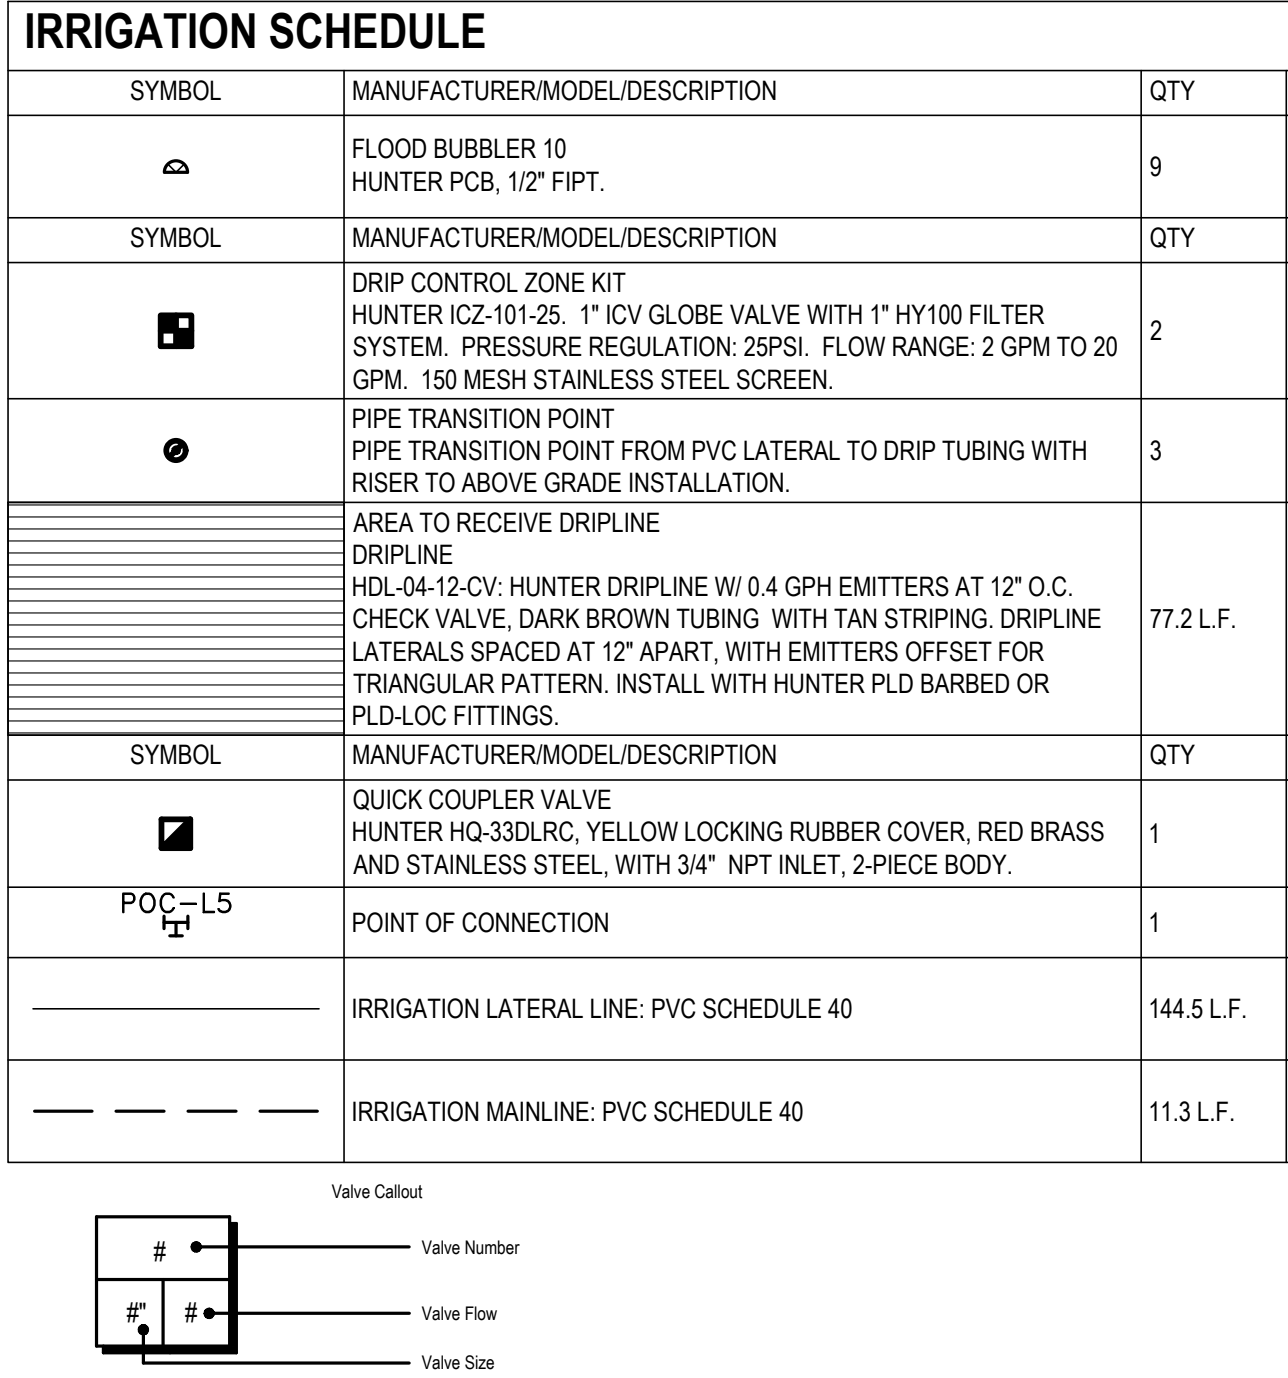 IRRIGATION SCHEDULE
SYMBOL MANUFACTURER/MODEL/DESCRIPTION QTY
FLOOD BUBBLER 10
HUNTER PCB, 1/2" FIPT.
9
SYMBOL MANUFACTURER/MODEL/DESCRIPTION QTY
DRIP CONTROL ZONE KIT
HUNTER ICZ-101-25. 1" ICV GLOBE VALVE WITH 1" HY100 FILTER
SYSTEM. PRESSURE REGULATION: 25PSI. FLOW RANGE: 2 GPM TO 20
GPM. 150 MESH STAINLESS STEEL SCREEN.
2
PIPE TRANSITION POINT
PIPE TRANSITION POINT FROM PVC LATERAL TO DRIP TUBING WITH
RISER TO ABOVE GRADE INSTALLATION.
3
AREA TO RECEIVE DRIPLINE
DRIPLINE
HDL-04-12-CV: HUNTER DRIPLINE W/ 0.4 GPH EMITTERS AT 12" O.C.
CHECK VALVE, DARK BROWN TUBING WITH TAN STRIPING. DRIPLINE
LATERALS SPACED AT 12" APART, WITH EMITTERS OFFSET FOR
TRIANGULAR PATTERN. INSTALL WITH HUNTER PLD BARBED OR
PLD-LOC FITTINGS.
77.2 L.F.
SYMBOL MANUFACTURER/MODEL/DESCRIPTION QTY
QUICK COUPLER VALVE
HUNTER HQ-33DLRC, YELLOW LOCKING RUBBER COVER, RED BRASS
AND STAINLESS STEEL, WITH 3/4" NPT INLET, 2-PIECE BODY.
1
POC-L5
POINT OF CONNECTION 1
IRRIGATION LATERAL LINE: PVC SCHEDULE 40 144.5 L.F.
IRRIGATION MAINLINE: PVC SCHEDULE 40 11.3 L.F.
Valve Callout
# Valve Number
#" # Valve Flow
Valve Size